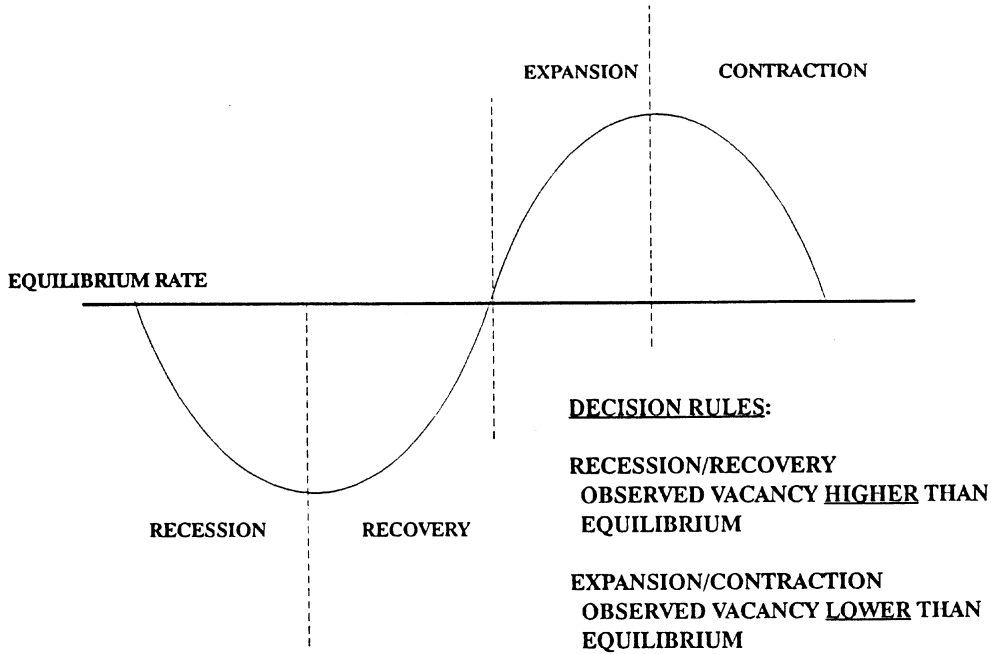 EXPANSION
CONTRACTION
EQUILIBRIUM RATE
RECESSION
RECOVERY
DECISION RULES:
RECESSION/RECOVERY
OBSERVED VACANCY HIGHER THAN
EQUILIBRIUM
EXPANSION/CONTRACTION
OBSERVED VACANCY LOWER THAN
EQUILIBRIUM